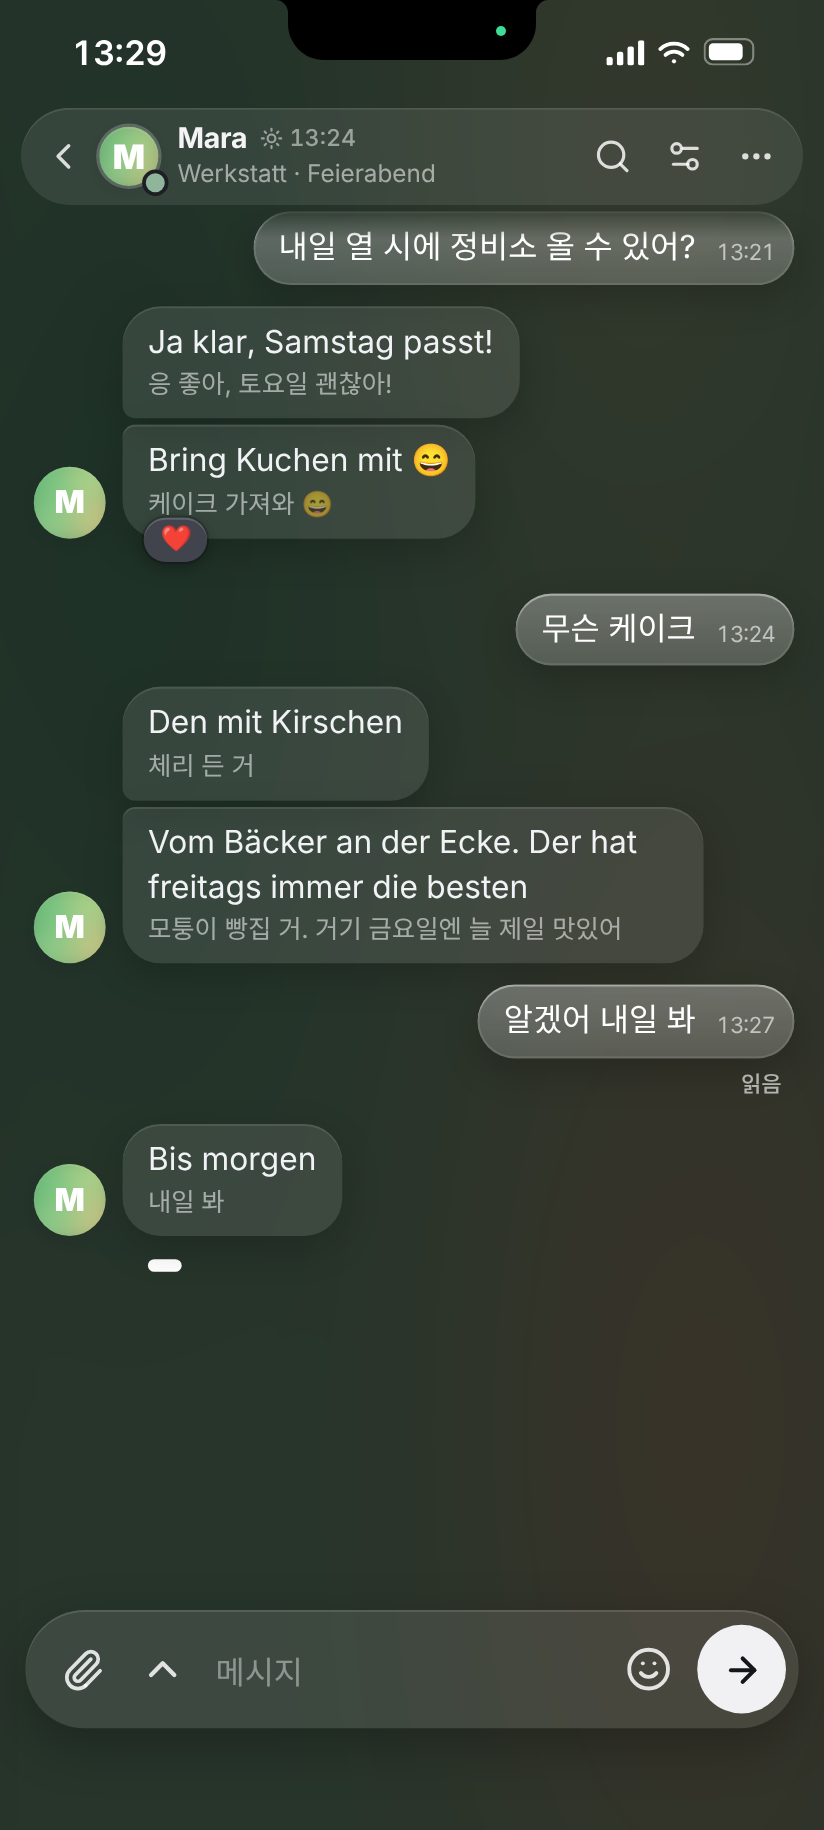 13:29
M
Mara 13:24
Werkstatt · Feierabend
내일 열 시에 정비소 올 수 있어? 13:21
Ja klar, Samstag passt!
응 좋아, 토요일 괜찮아!
Bring Kuchen mit 😄
케이크 가져와 😄
M
❤️
무슨 케이크 13:24
Den mit Kirschen
체리 든 거
Vom Bäcker an der Ecke. Der hat
freitags immer die besten
모퉁이 빵집 거. 거기 금요일엔 늘 제일 맛있어
M
알겠어 내일 봐 13:27
읽음
Bis morgen
내일 봐
M
메시지